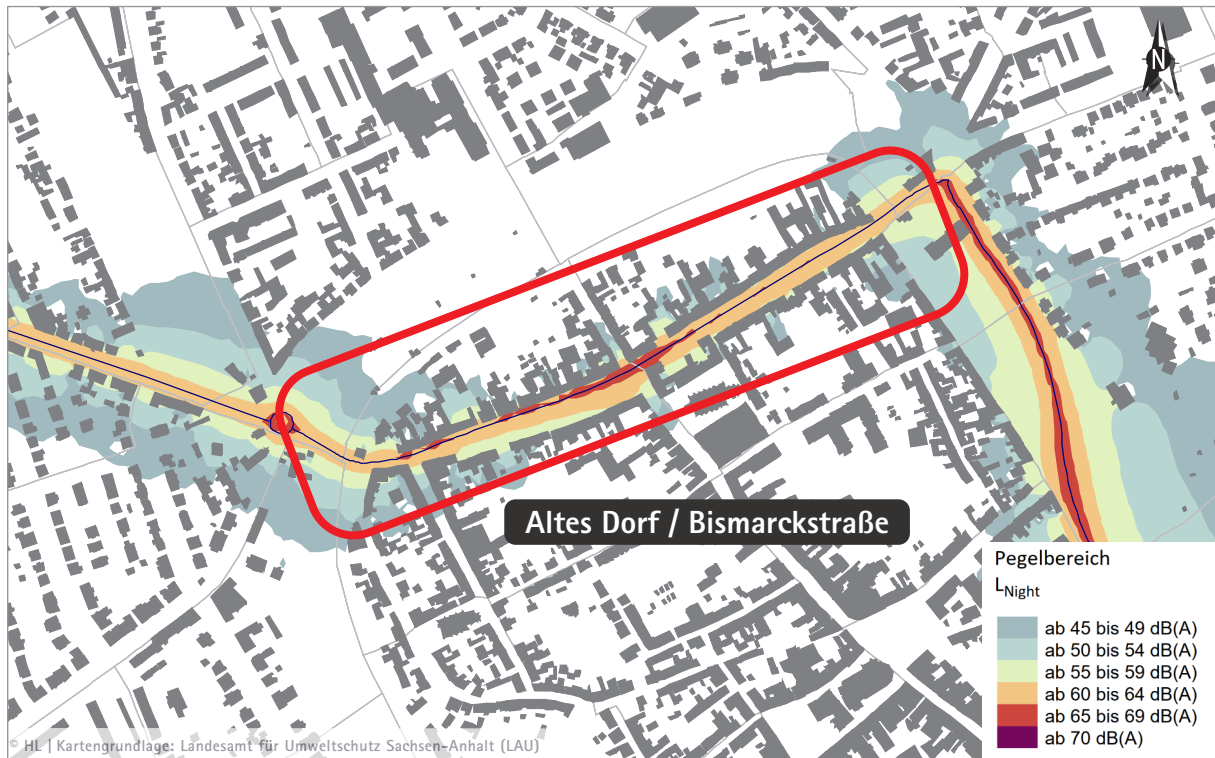 N
Altes Dorf / Bismarckstraße
Pegelbereich
LNight
ab 45 bis 49 dB(A)
ab 50 bis 54 dB(A)
ab 55 bis 59 dB(A)
ab 60 bis 64 dB(A)
ab 65 bis 69 dB(A)
ab 70 dB(A)
© HL | Kartengrundlage: Landesamt für Umweltschutz Sachsen-Anhalt (LAU)